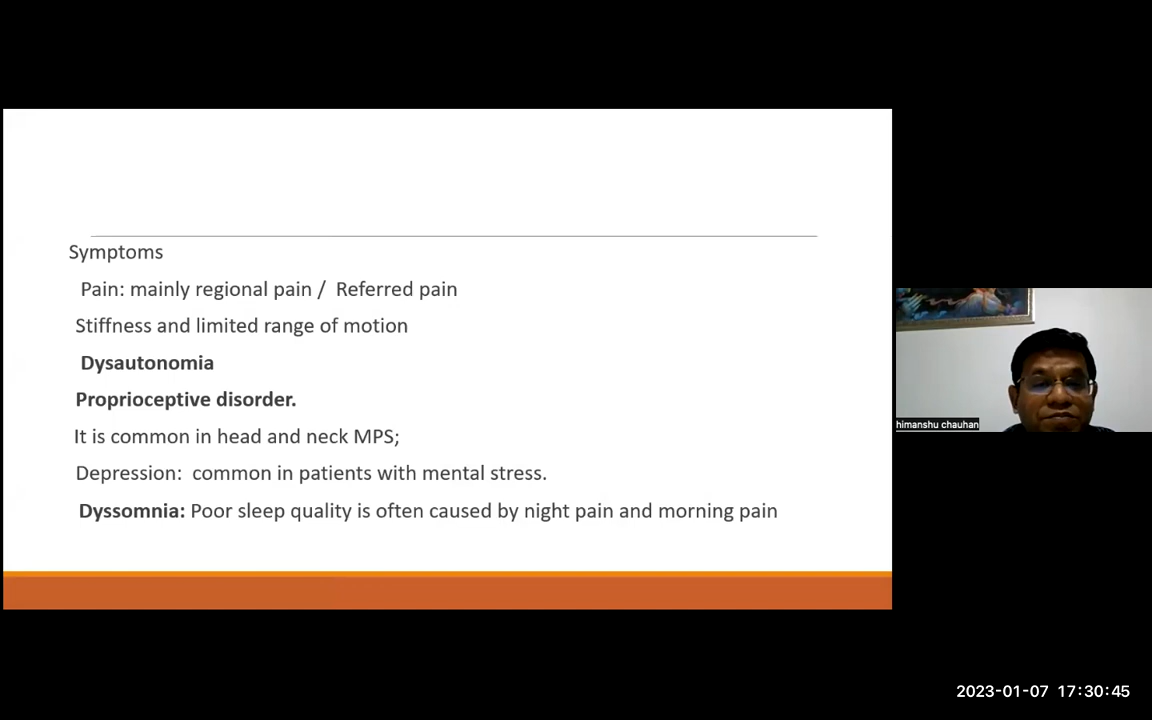 Symptoms
Pain: mainly regional pain / Referred pain
Stiffness and limited range of motion
Dysautonomia
Proprioceptive disorder.
It is common in head and neck MPS;
Depression: common in patients with mental stress.
Dyssomnia: Poor sleep quality is often caused by night pain and morning pain
himanshu chauhan
2023-01-07 17:30:45